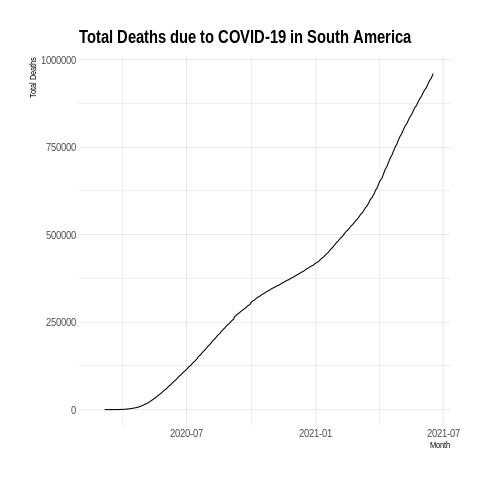 Total Deaths due to COVID-19 in South America
Total Deaths
1000000
750000
500000
250000
0
2020-07
2021-01
2021-07
Month